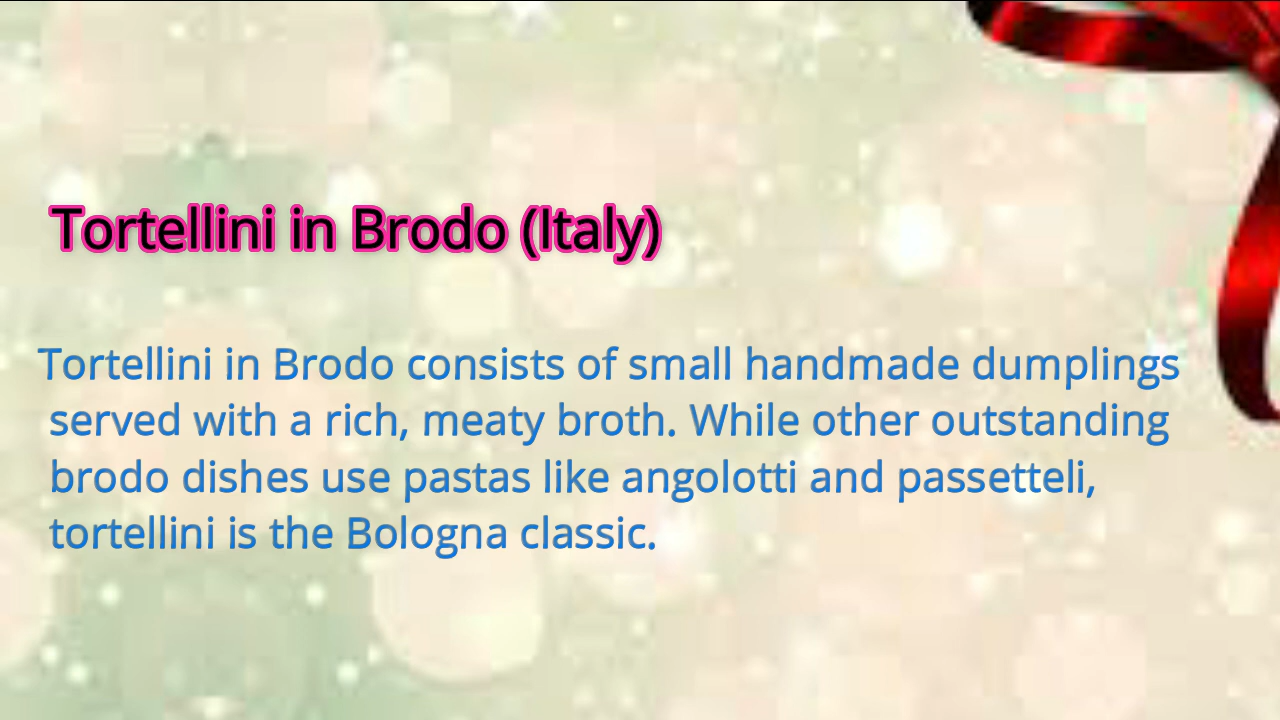 Tortellini in Brodo (Italy)
Tortellini in Brodo consists of small handmade dumplings
served with a rich, meaty broth. While other outstanding
brodo dishes use pastas like angolotti and passetteli,
tortellini is the Bologna classic.